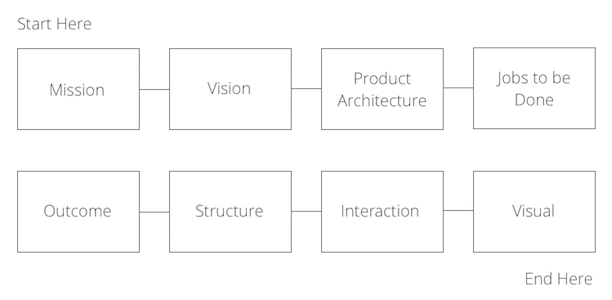 Start Here
Mission
Vision
Product
Architecture
Jobs to be
Done
Outcome
Structure
Interaction
Visual
End Here